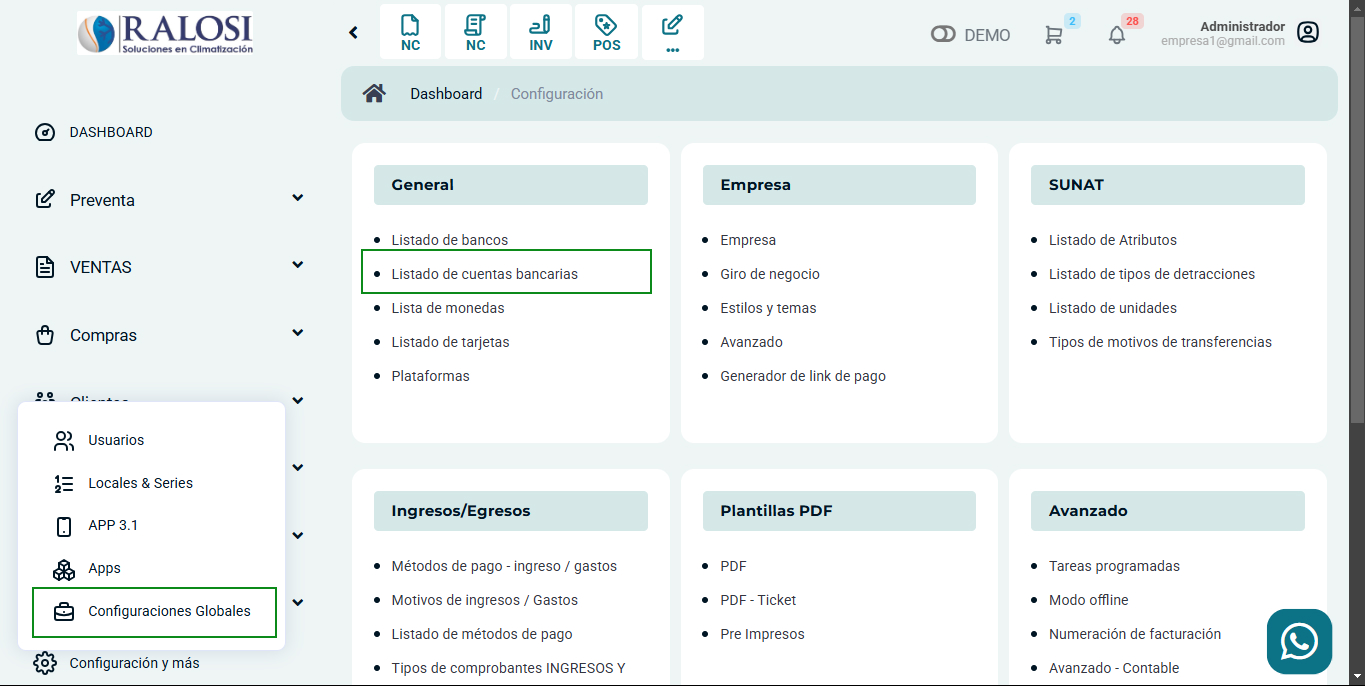 RALOSI
Soluciones en Climatización
NC
NC
INV
POS
...
DEMO
2
28
Administrador
empresa1@gmail.com
Dashboard / Configuración
DASHBOARD
Preventa
VENTAS
Compras
Clientes
Usuarios
Locales & Series
APP 3.1
Apps
Configuraciones Globales
Configuración y más
General
Listado de bancos
Listado de cuentas bancarias
Lista de monedas
Listado de tarjetas
Plataformas
Empresa
Empresa
Giro de negocio
Estilos y temas
Avanzado
Generador de link de pago
SUNAT
Listado de Atributos
Listado de tipos de detracciones
Listado de unidades
Tipos de motivos de transferencias
Ingresos/Egresos
Métodos de pago - ingreso / gastos
Motivos de ingresos / Gastos
Listado de métodos de pago
Tipos de comprobantes INGRESOS Y
Plantillas PDF
PDF
PDF - Ticket
Pre Impresos
Avanzado
Tareas programadas
Modo offline
Numeración de facturación
Avanzado - Contable